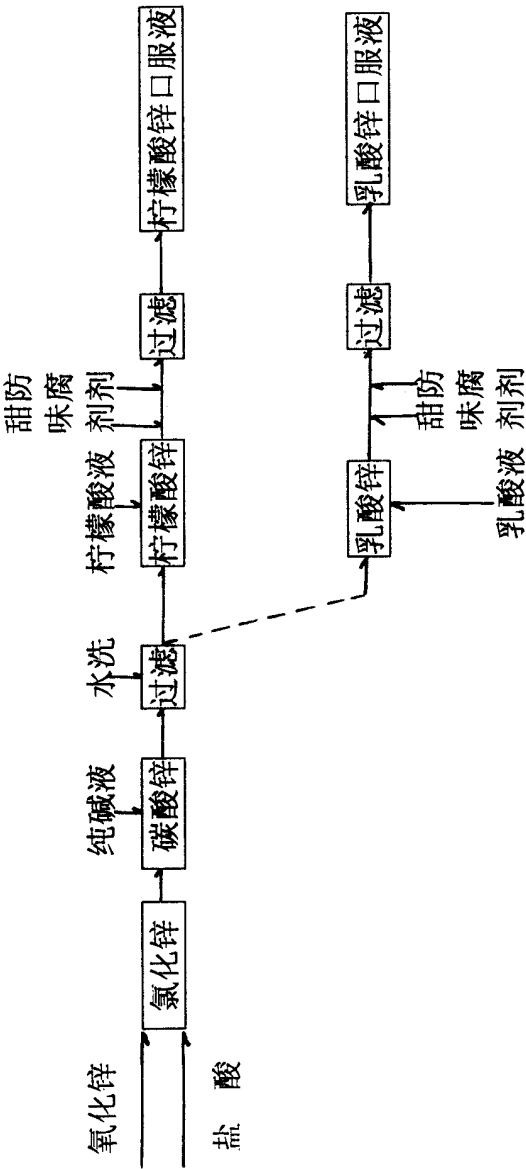 氧化锌
盐 酸
氯化锌
纯碱液
碳酸锌
水洗
过滤
柠檬酸液
柠檬酸锌
甜味剂
防腐剂
过滤
柠檬酸锌口服液
乳酸锌
乳酸液
甜味剂
防腐剂
过滤
乳酸锌口服液